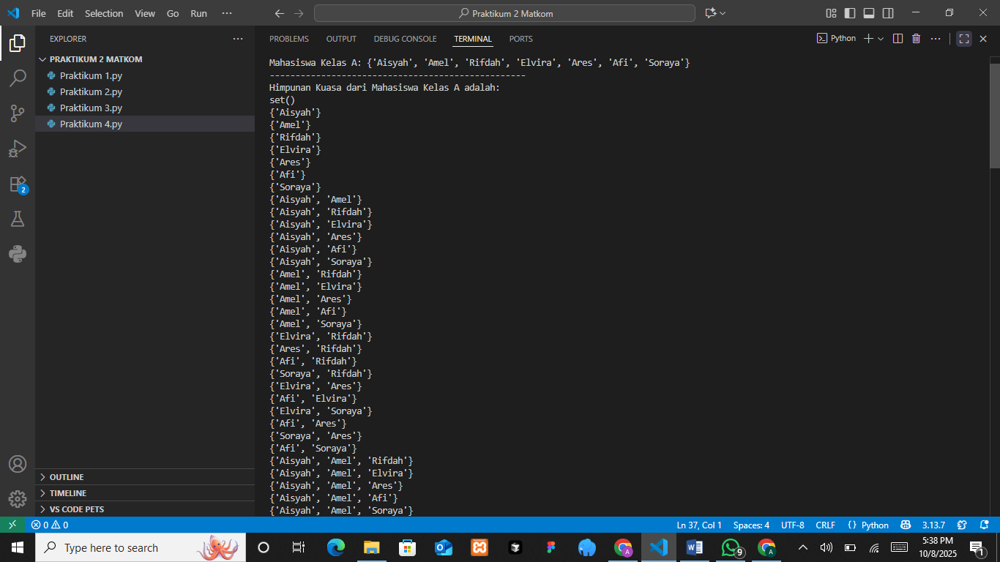 File Edit Selection View Go Run ···
Praktikum 2 Matkom
EXPLORER ···
PRAKTIKUM 2 MATKOM
Praktikum 1.py
Praktikum 2.py
Praktikum 3.py
Praktikum 4.py
2
OUTLINE
TIMELINE
VS CODE PETS
PROBLEMS OUTPUT DEBUG CONSOLE TERMINAL PORTS
Python
Mahasiswa Kelas A: {'Aisyah', 'Amel', 'Rifdah', 'Elvira', 'Ares', 'Afi', 'Soraya'}
--------------------------------------------------
Himpunan Kuasa dari Mahasiswa Kelas A adalah:
set()
{'Aisyah'}
{'Amel'}
{'Rifdah'}
{'Elvira'}
{'Ares'}
{'Afi'}
{'Soraya'}
{'Aisyah', 'Amel'}
{'Aisyah', 'Rifdah'}
{'Aisyah', 'Elvira'}
{'Aisyah', 'Ares'}
{'Aisyah', 'Afi'}
{'Aisyah', 'Soraya'}
{'Amel', 'Rifdah'}
{'Amel', 'Elvira'}
{'Amel', 'Ares'}
{'Amel', 'Afi'}
{'Amel', 'Soraya'}
{'Elvira', 'Rifdah'}
{'Ares', 'Rifdah'}
{'Afi', 'Rifdah'}
{'Soraya', 'Rifdah'}
{'Elvira', 'Ares'}
{'Afi', 'Elvira'}
{'Elvira', 'Soraya'}
{'Afi', 'Ares'}
{'Soraya', 'Ares'}
{'Afi', 'Soraya'}
{'Aisyah', 'Amel', 'Rifdah'}
{'Aisyah', 'Amel', 'Elvira'}
{'Aisyah', 'Amel', 'Ares'}
{'Aisyah', 'Amel', 'Afi'}
{'Aisyah', 'Amel', 'Soraya'}
0 0
Ln 37, Col 1 Spaces: 4 UTF-8 CRLF {} Python 3.13.7
Type here to search
A
9
A
5:38 PM
10/8/2025
1